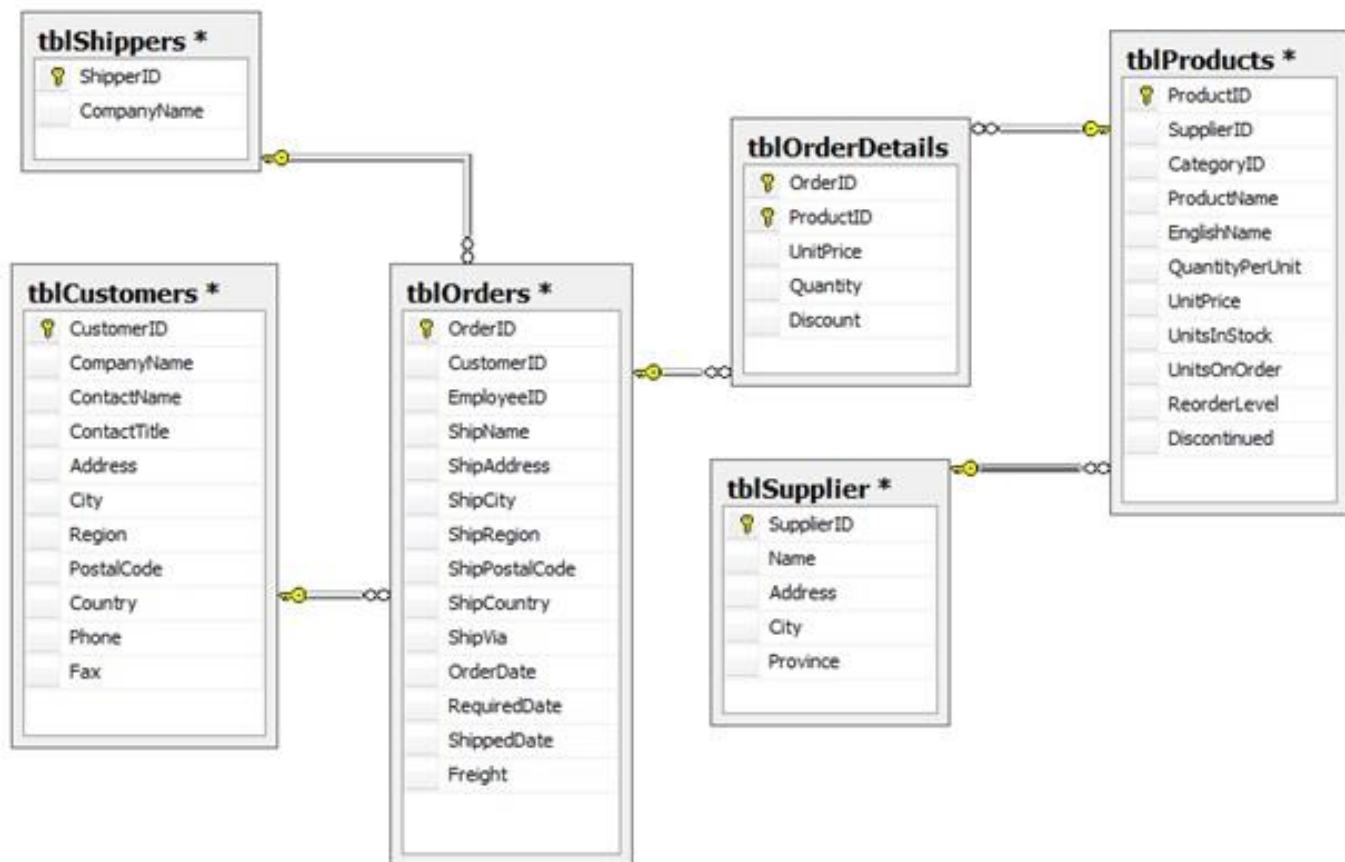 tblShippers *
ShipperID
CompanyName
tblCustomers *
CustomerID
CompanyName
ContactName
ContactTitle
Address
City
Region
PostalCode
Country
Phone
Fax
tblOrders *
OrderID
CustomerID
EmployeeID
ShipName
ShipAddress
ShipCity
ShipRegion
ShipPostalCode
ShipCountry
ShipVia
OrderDate
RequiredDate
ShippedDate
Freight
tblOrderDetails
OrderID
ProductID
UnitPrice
Quantity
Discount
tblSupplier *
SupplierID
Name
Address
City
Province
tblProducts *
ProductID
SupplierID
CategoryID
ProductName
EnglishName
QuantityPerUnit
UnitPrice
UnitsInStock
UnitsOnOrder
ReorderLevel
Discontinued